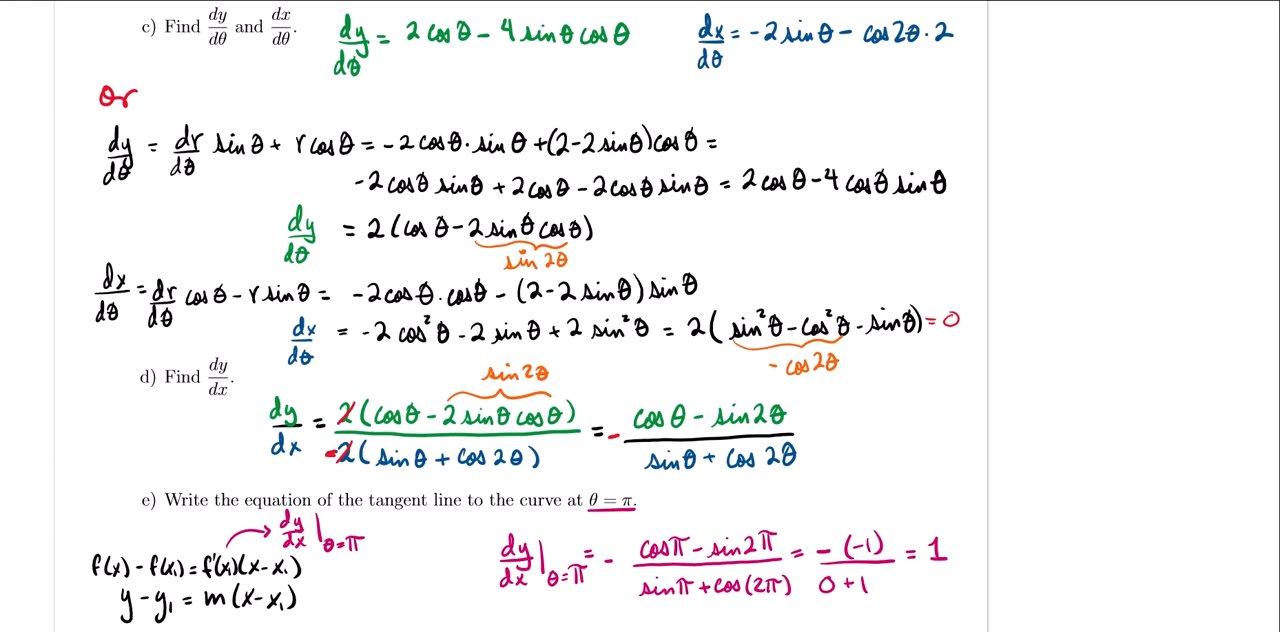 c) Find dy/dθ and dx/dθ. dy/dθ = 2 cos θ - 4 sin θ cos θ dx/dθ = -2 sin θ - cos 2θ · 2
Or
dy/dθ = dr/dθ sin θ + r cos θ = -2 cos θ · sin θ + (2-2 sin θ) cos θ =
-2 cos θ sin θ + 2 cos θ - 2 cos θ sin θ = 2 cos θ - 4 cos θ sin θ
dy/dθ = 2 (cos θ - 2 sin θ cos θ)
sin 2θ
dx/dθ = dr/dθ cos θ - r sin θ = -2 cos θ · cos θ - (2-2 sin θ) sin θ
dx/dθ = -2 cos² θ - 2 sin θ + 2 sin² θ = 2 ( sin² θ - cos² θ - sin θ) = 0
- cos 2θ
d) Find dy/dx.
sin 2θ
dy/dx = 2 (cos θ - 2 sin θ cos θ) / -2 ( sin θ + cos 2θ ) = - cos θ - sin 2θ / sin θ + cos 2θ
e) Write the equation of the tangent line to the curve at θ = π.
→ dy/dx |θ=π
f(x) - f(x₁) = f'(x₁)(x - x₁)
y - y₁ = m (x - x₁)
dy/dx |θ=π = - cos π - sin 2π / sin π + cos (2π) = - (-1) / 0 + 1 = 1